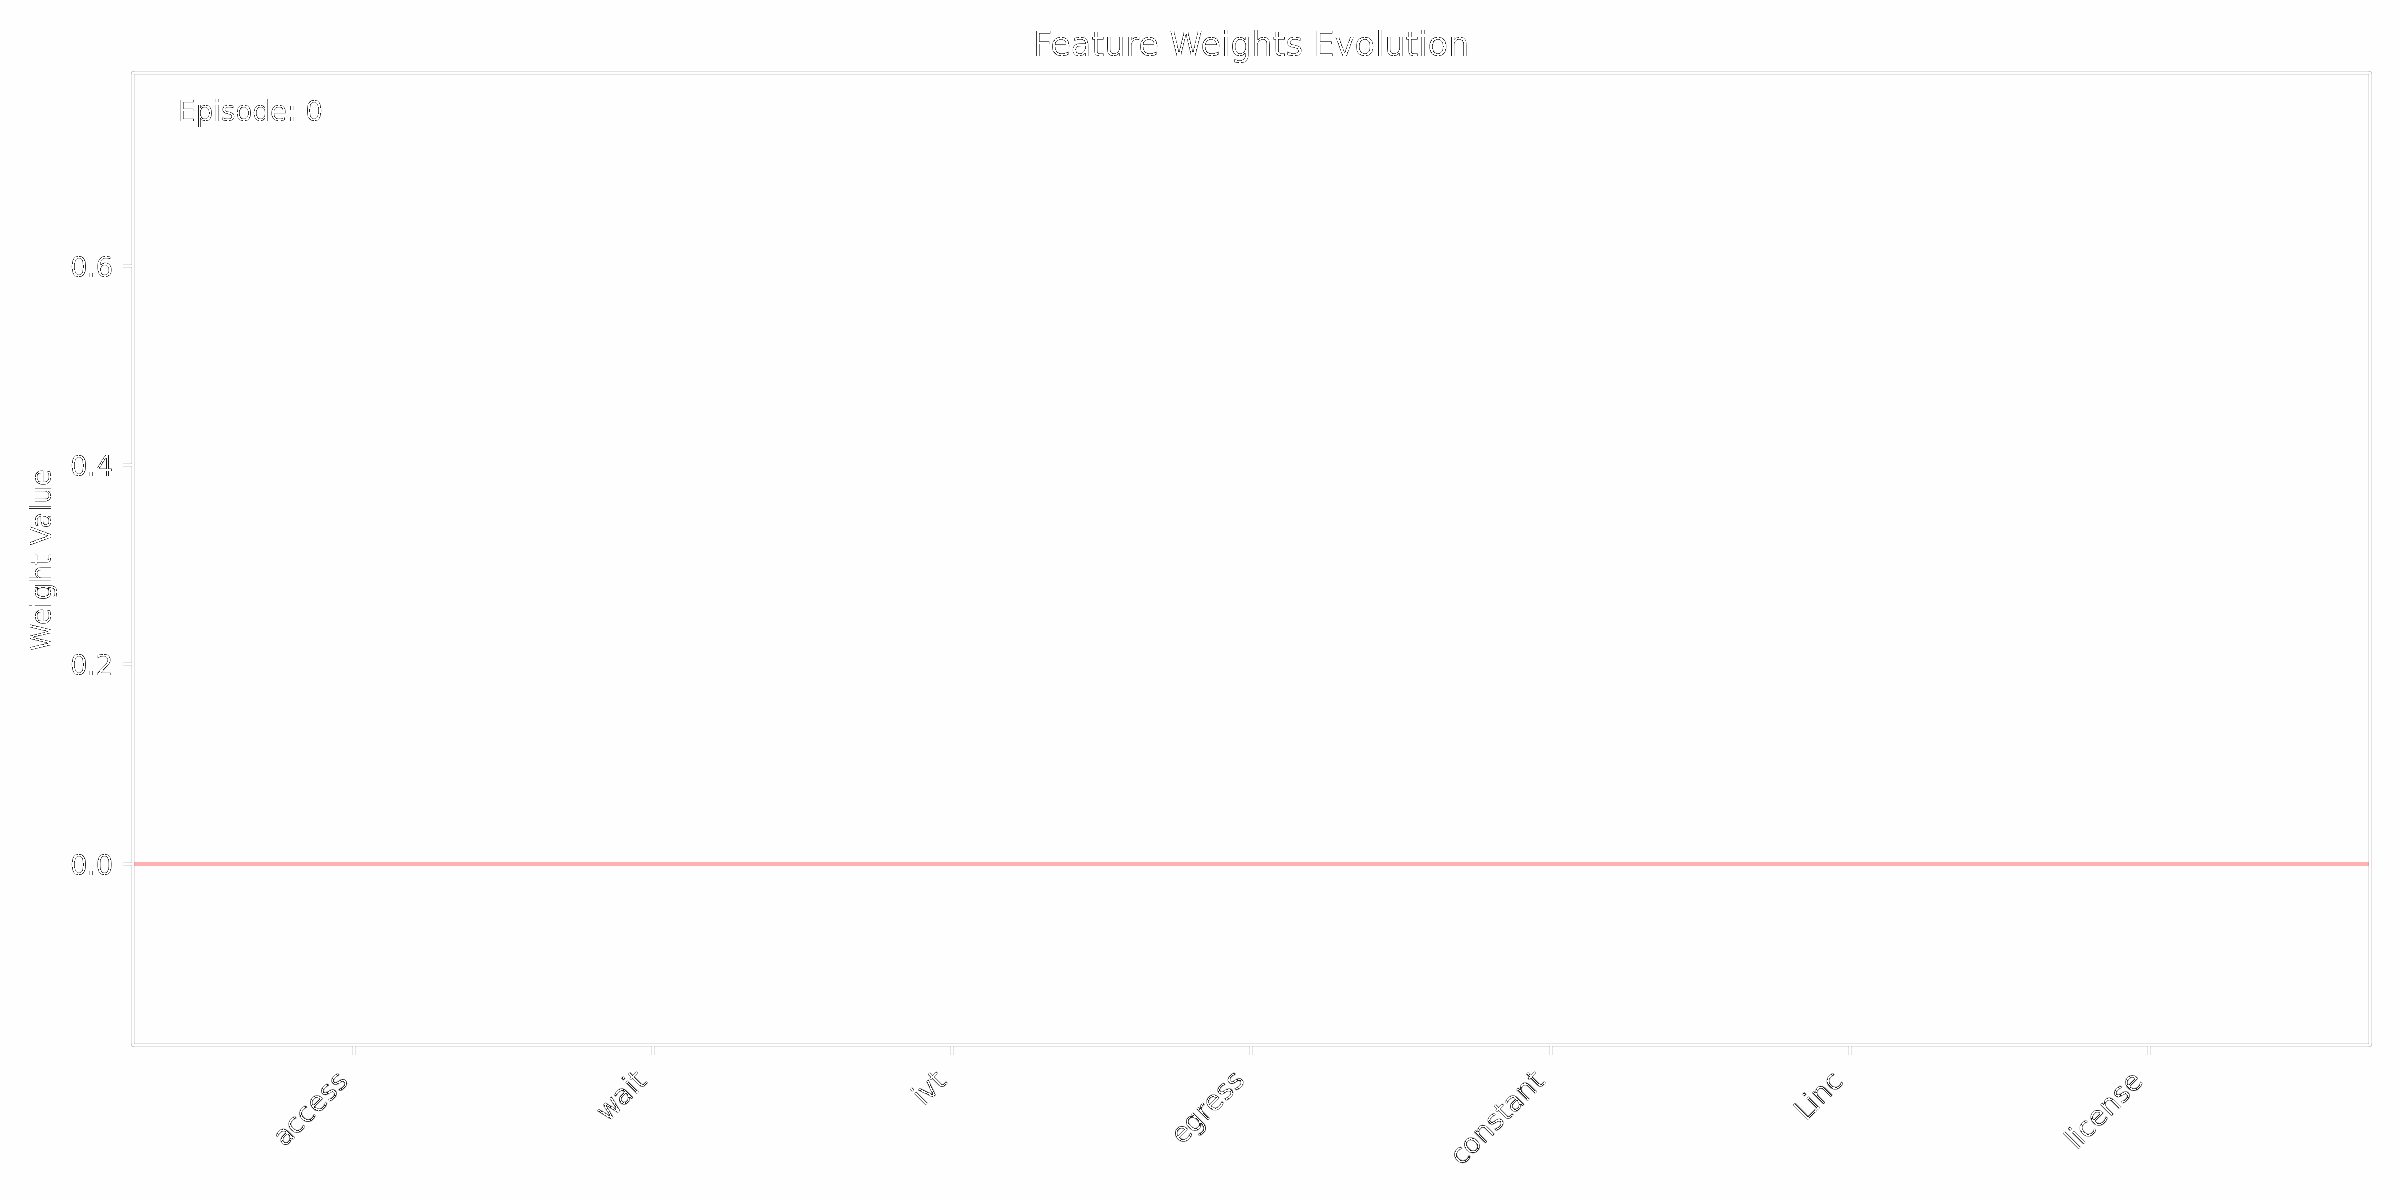 Feature Weights Evolution
Episode: 0
Weight Value
0.6
0.4
0.2
0.0
access
wait
ivt
egress
constant
Linc
license